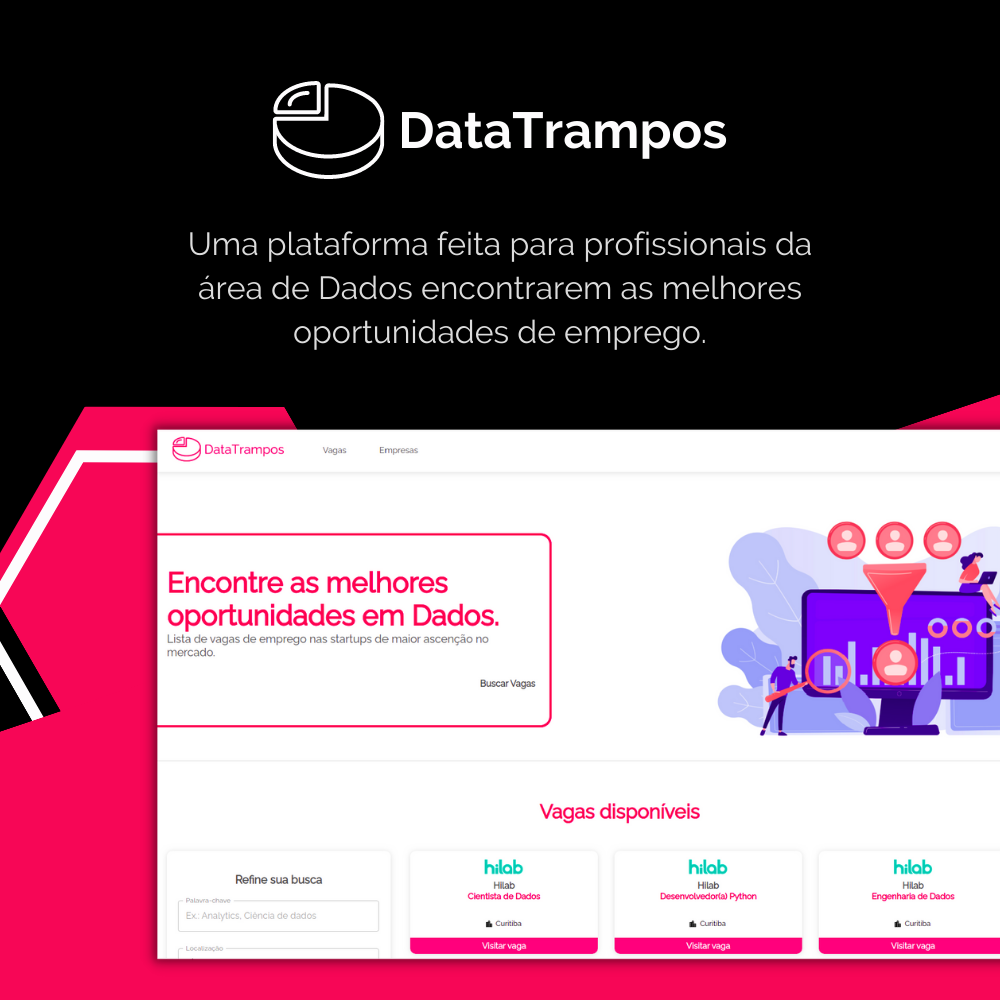 DataTrampos
Uma plataforma feita para profissionais da
área de Dados encontrarem as melhores
oportunidades de emprego.
DataTrampos
Vagas
Empresas
Encontre as melhores
oportunidades em Dados.
Lista de vagas de emprego nas startups de maior ascenção no
mercado.
Buscar Vagas
Vagas disponíveis
Refine sua busca
Palavra-chave
Ex.: Analytics, Ciência de dados
Localização
hilab
Hilab
Cientista de Dados
Curitiba
Visitar vaga
hilab
Hilab
Desenvolvedor(a) Python
Curitiba
Visitar vaga
hilab
Hilab
Engenharia de Dados
Curitiba
Visitar vaga